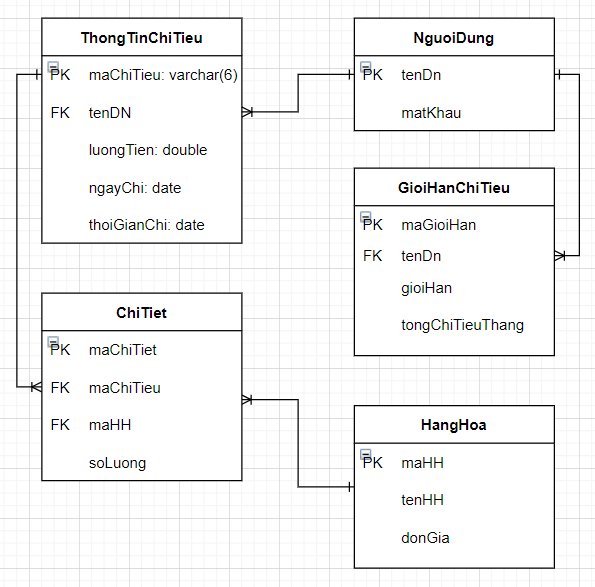 ThongTinChiTieu
PK maChiTieu: varchar(6)
FK tenDN
luongTien: double
ngayChi: date
thoiGianChi: date
NguoiDung
PK tenDn
matKhau
GioiHanChiTieu
PK maGioiHan
FK tenDn
gioiHan
tongChiTieuThang
ChiTiet
PK maChiTiet
FK maChiTieu
FK maHH
soLuong
HangHoa
PK maHH
tenHH
donGia